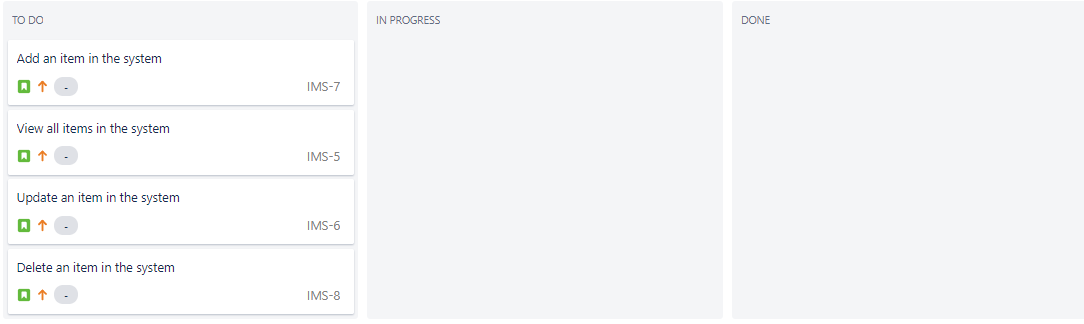 TO DO
IN PROGRESS
DONE
Add an item in the system
-
IMS-7
View all items in the system
-
IMS-5
Update an item in the system
-
IMS-6
Delete an item in the system
-
IMS-8